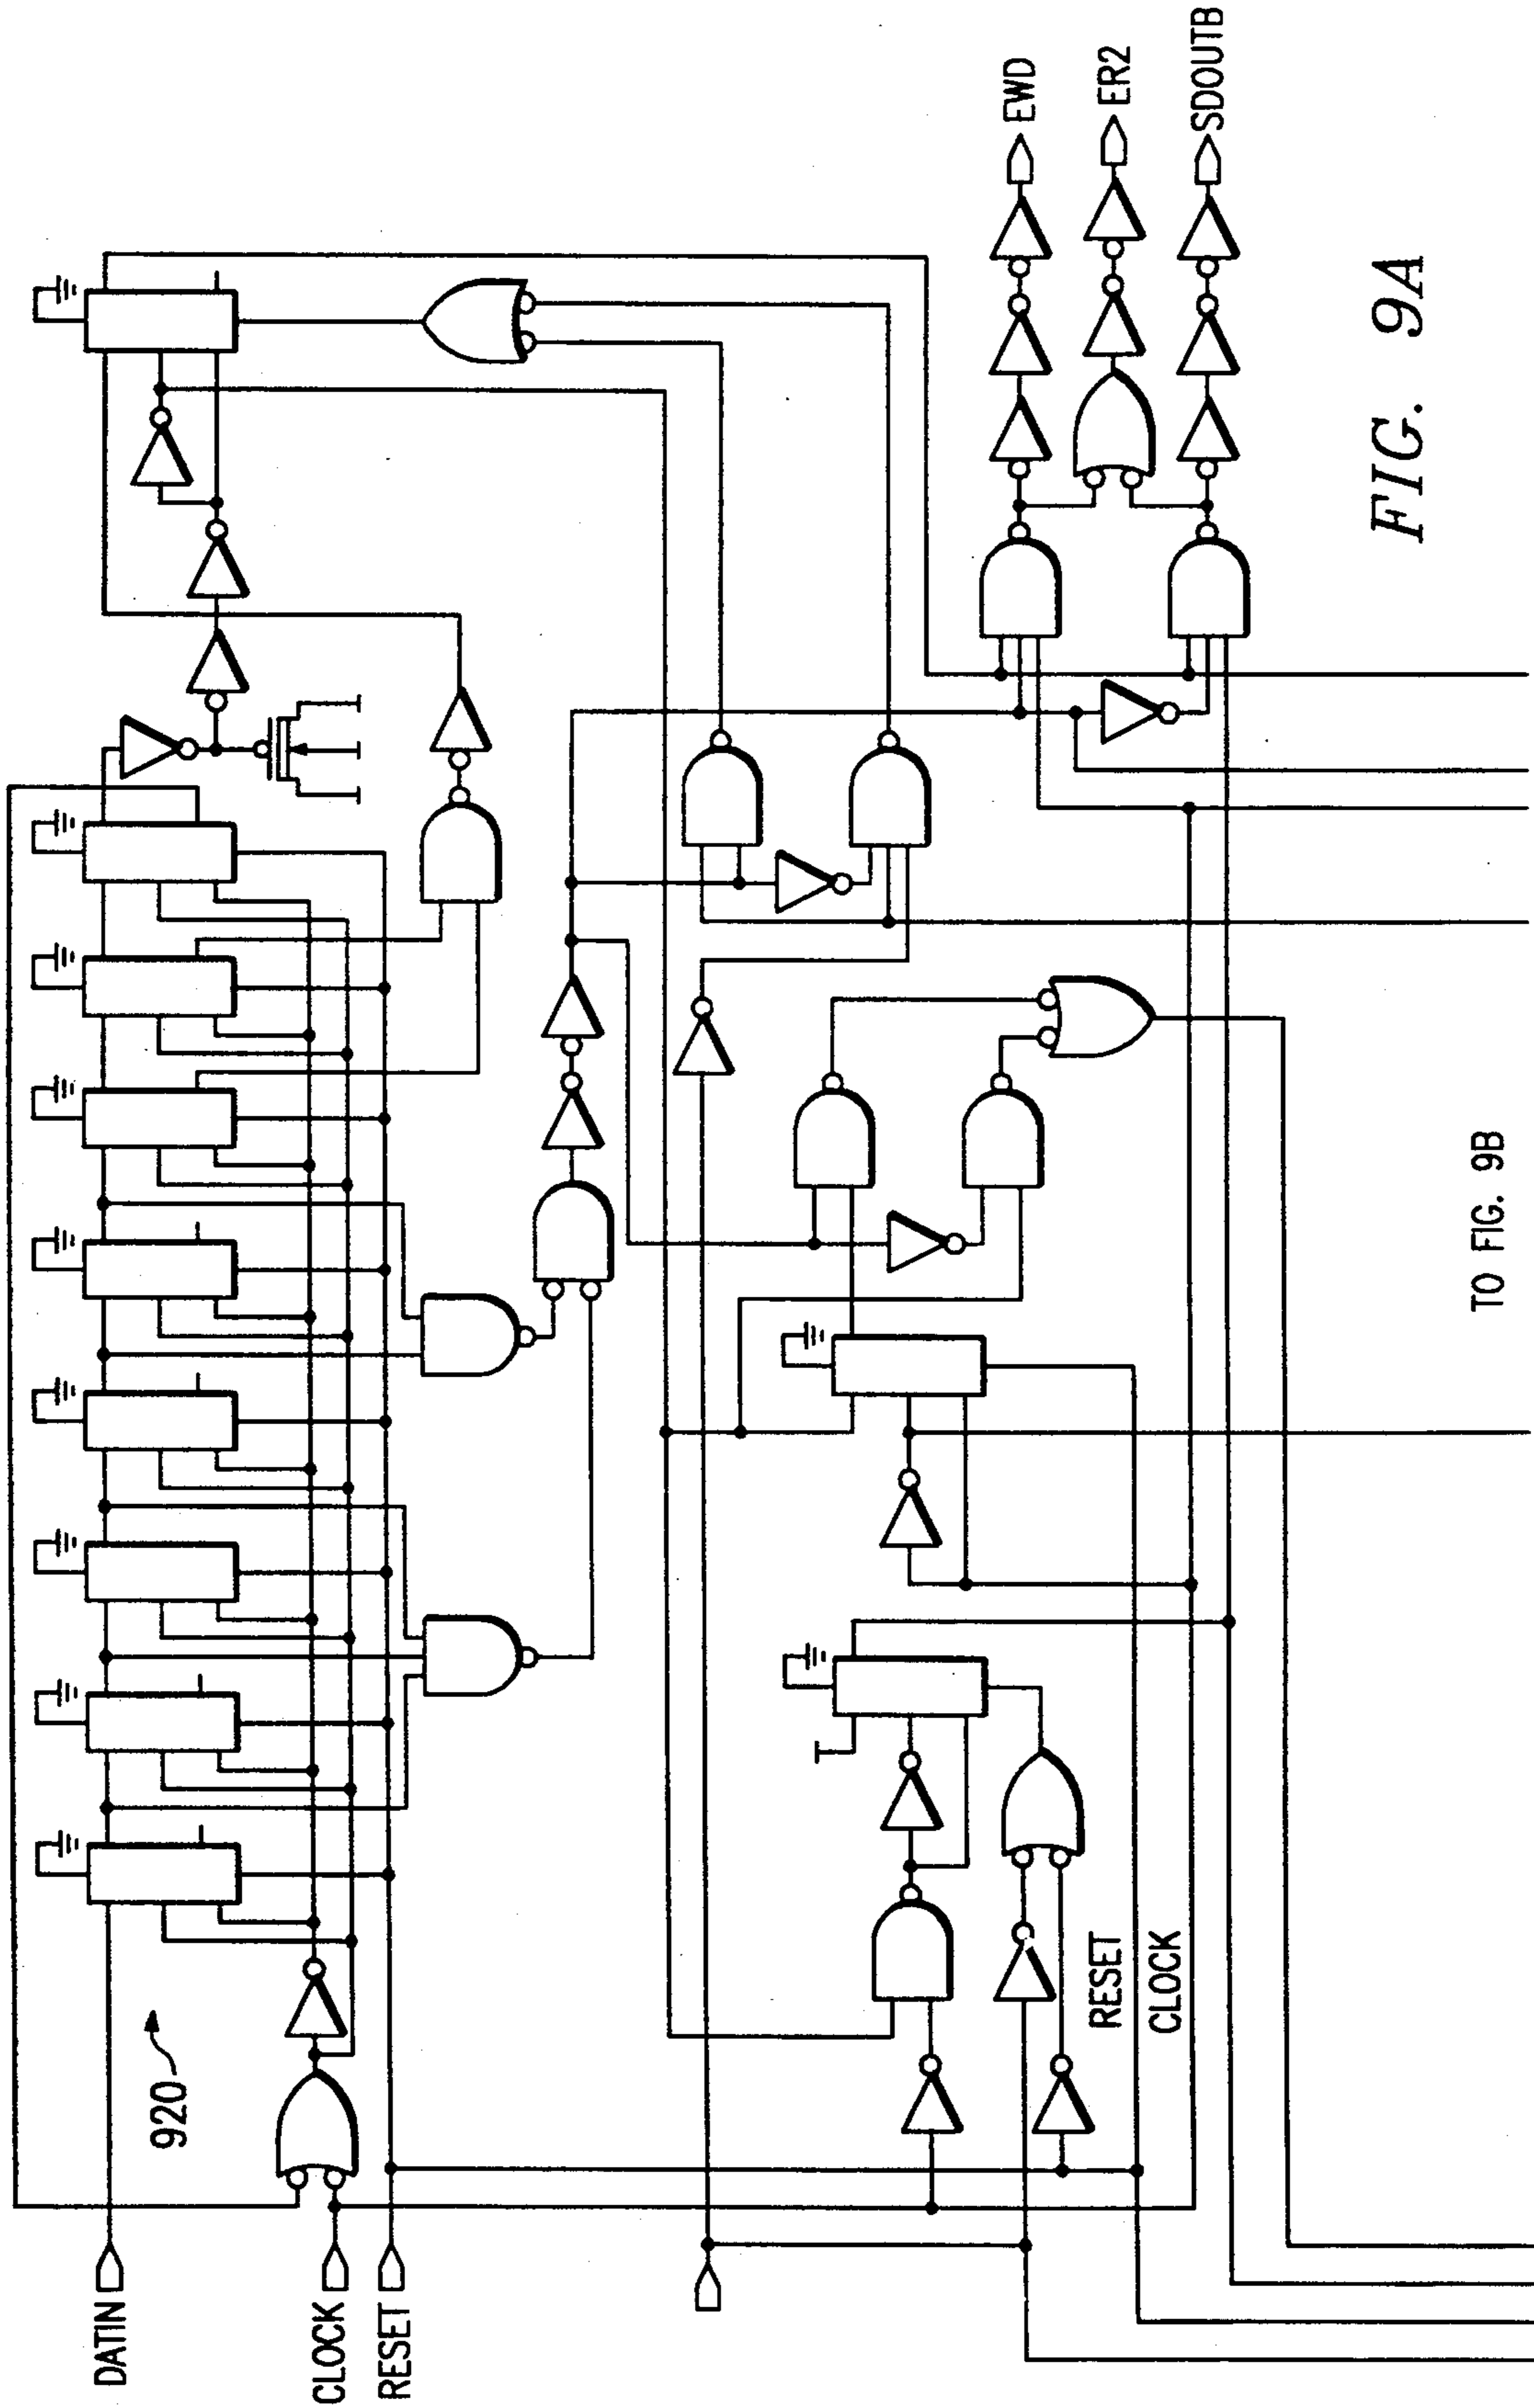 DATIN
920
CLOCK
RESET
RESET
CLOCK
EWD
ER2
SDOUTB
TO FIG. 9B
FIG. 9A